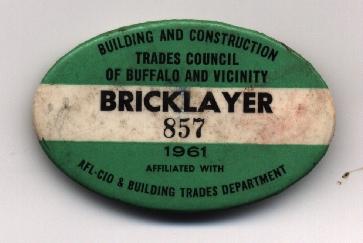 BUILDING AND CONSTRUCTION
TRADES COUNCIL
OF BUFFALO AND VICINITY
BRICKLAYER
857
1961
AFFILIATED WITH
AFL-CIO & BUILDING TRADES DEPARTMENT